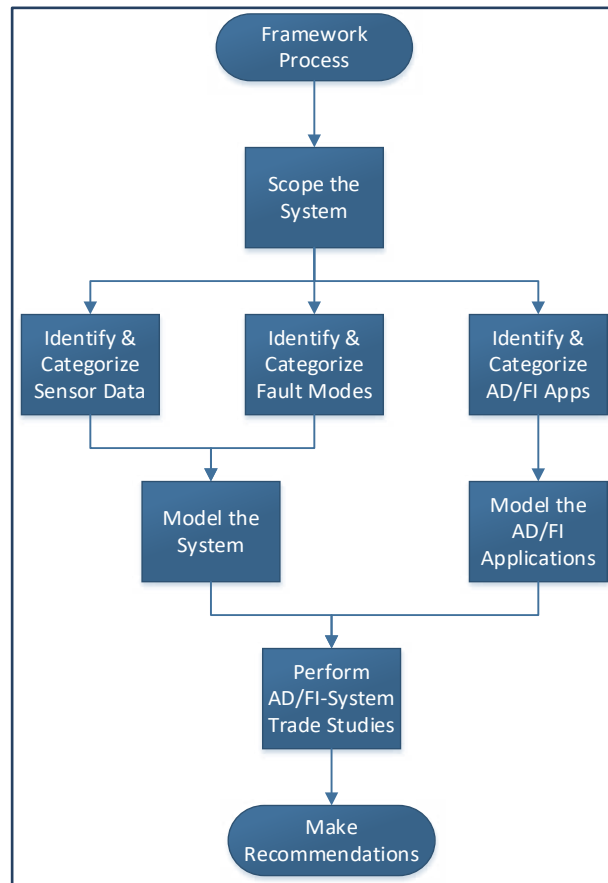 Framework
Process
Scope the
System
Identify &
Categorize
Sensor Data
Identify &
Categorize
Fault Modes
Identify &
Categorize
AD/FI Apps
Model the
System
Model the
AD/FI
Applications
Perform
AD/FI-System
Trade Studies
Make
Recommendations